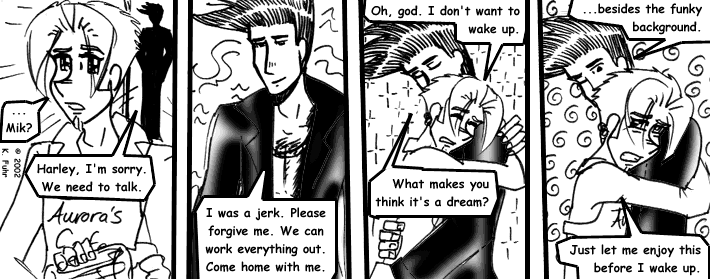 ...
Mik?
Harley, I'm sorry.
We need to talk.
© 2002
K. Fuhr
Aurora's
I was a jerk. Please
forgive me. We can
work everything out.
Come home with me.
Oh, god. I don't want to
wake up.
What makes you
think it's a dream?
...besides the funky
background.
Just let me enjoy this
before I wake up.